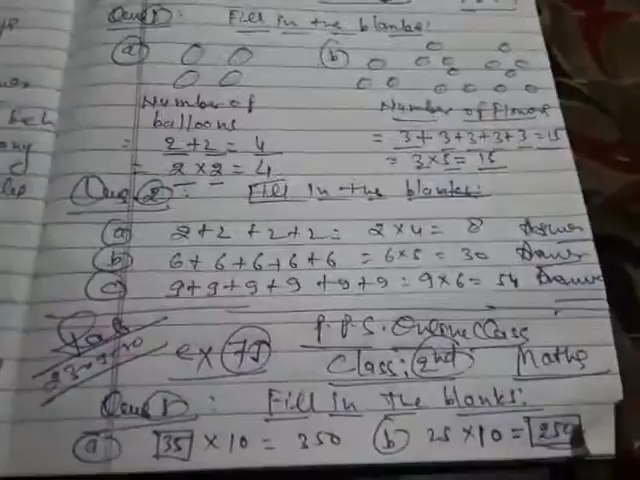 Ques 1: Fill in the blanks:
(a) (b)
Number of balloons
= 2+2 = 4
= 2×2 = 4
Number of flower
= 3+3+3+3+3=15
= 3×5=15
Ques 2: Fill in the blanks:
(a) 2+2+2+2= 2×4= 8 Answer
(b) 6+6+6+6+6 =6×5 = 30 Answer
(c) 9+9+9+9+9+9=9×6=54 Answer
P.P.S. Online Class
ex 75 Class: 2nd Maths
Ques 1: Fill in the blanks:
(a) 35 ×10 = 350 (b) 25×10= 250